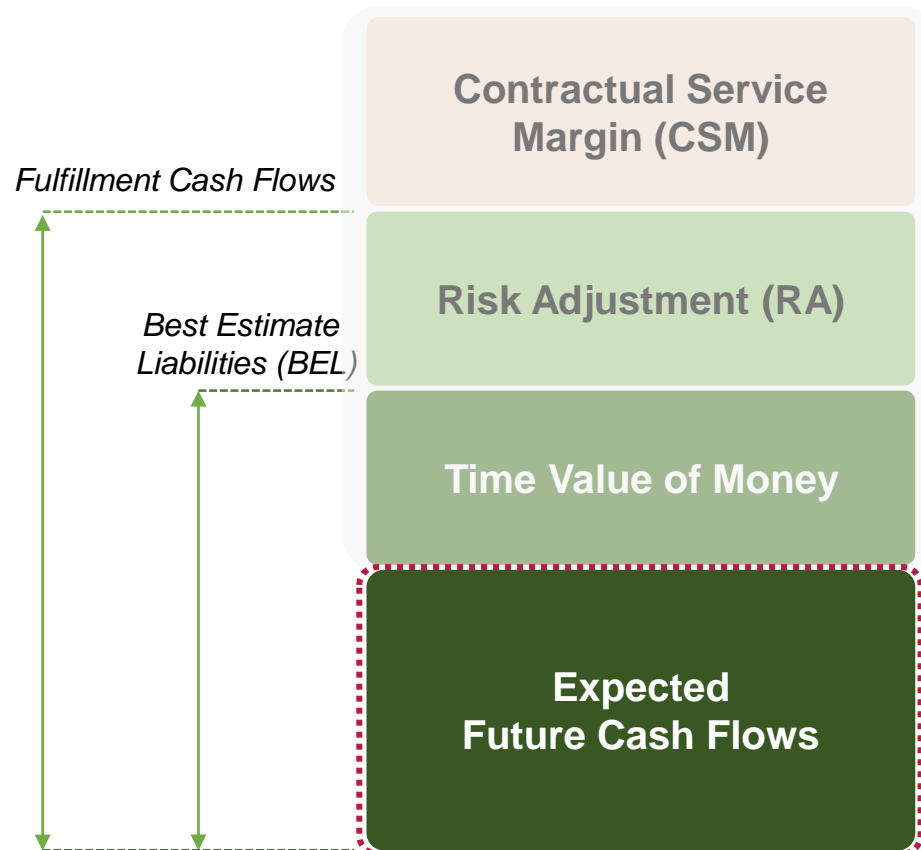 Contractual Service
Margin (CSM)
Fulfillment Cash Flows
Risk Adjustment (RA)
Best Estimate
Liabilities (BEL)
Time Value of Money
Expected
Future Cash Flows